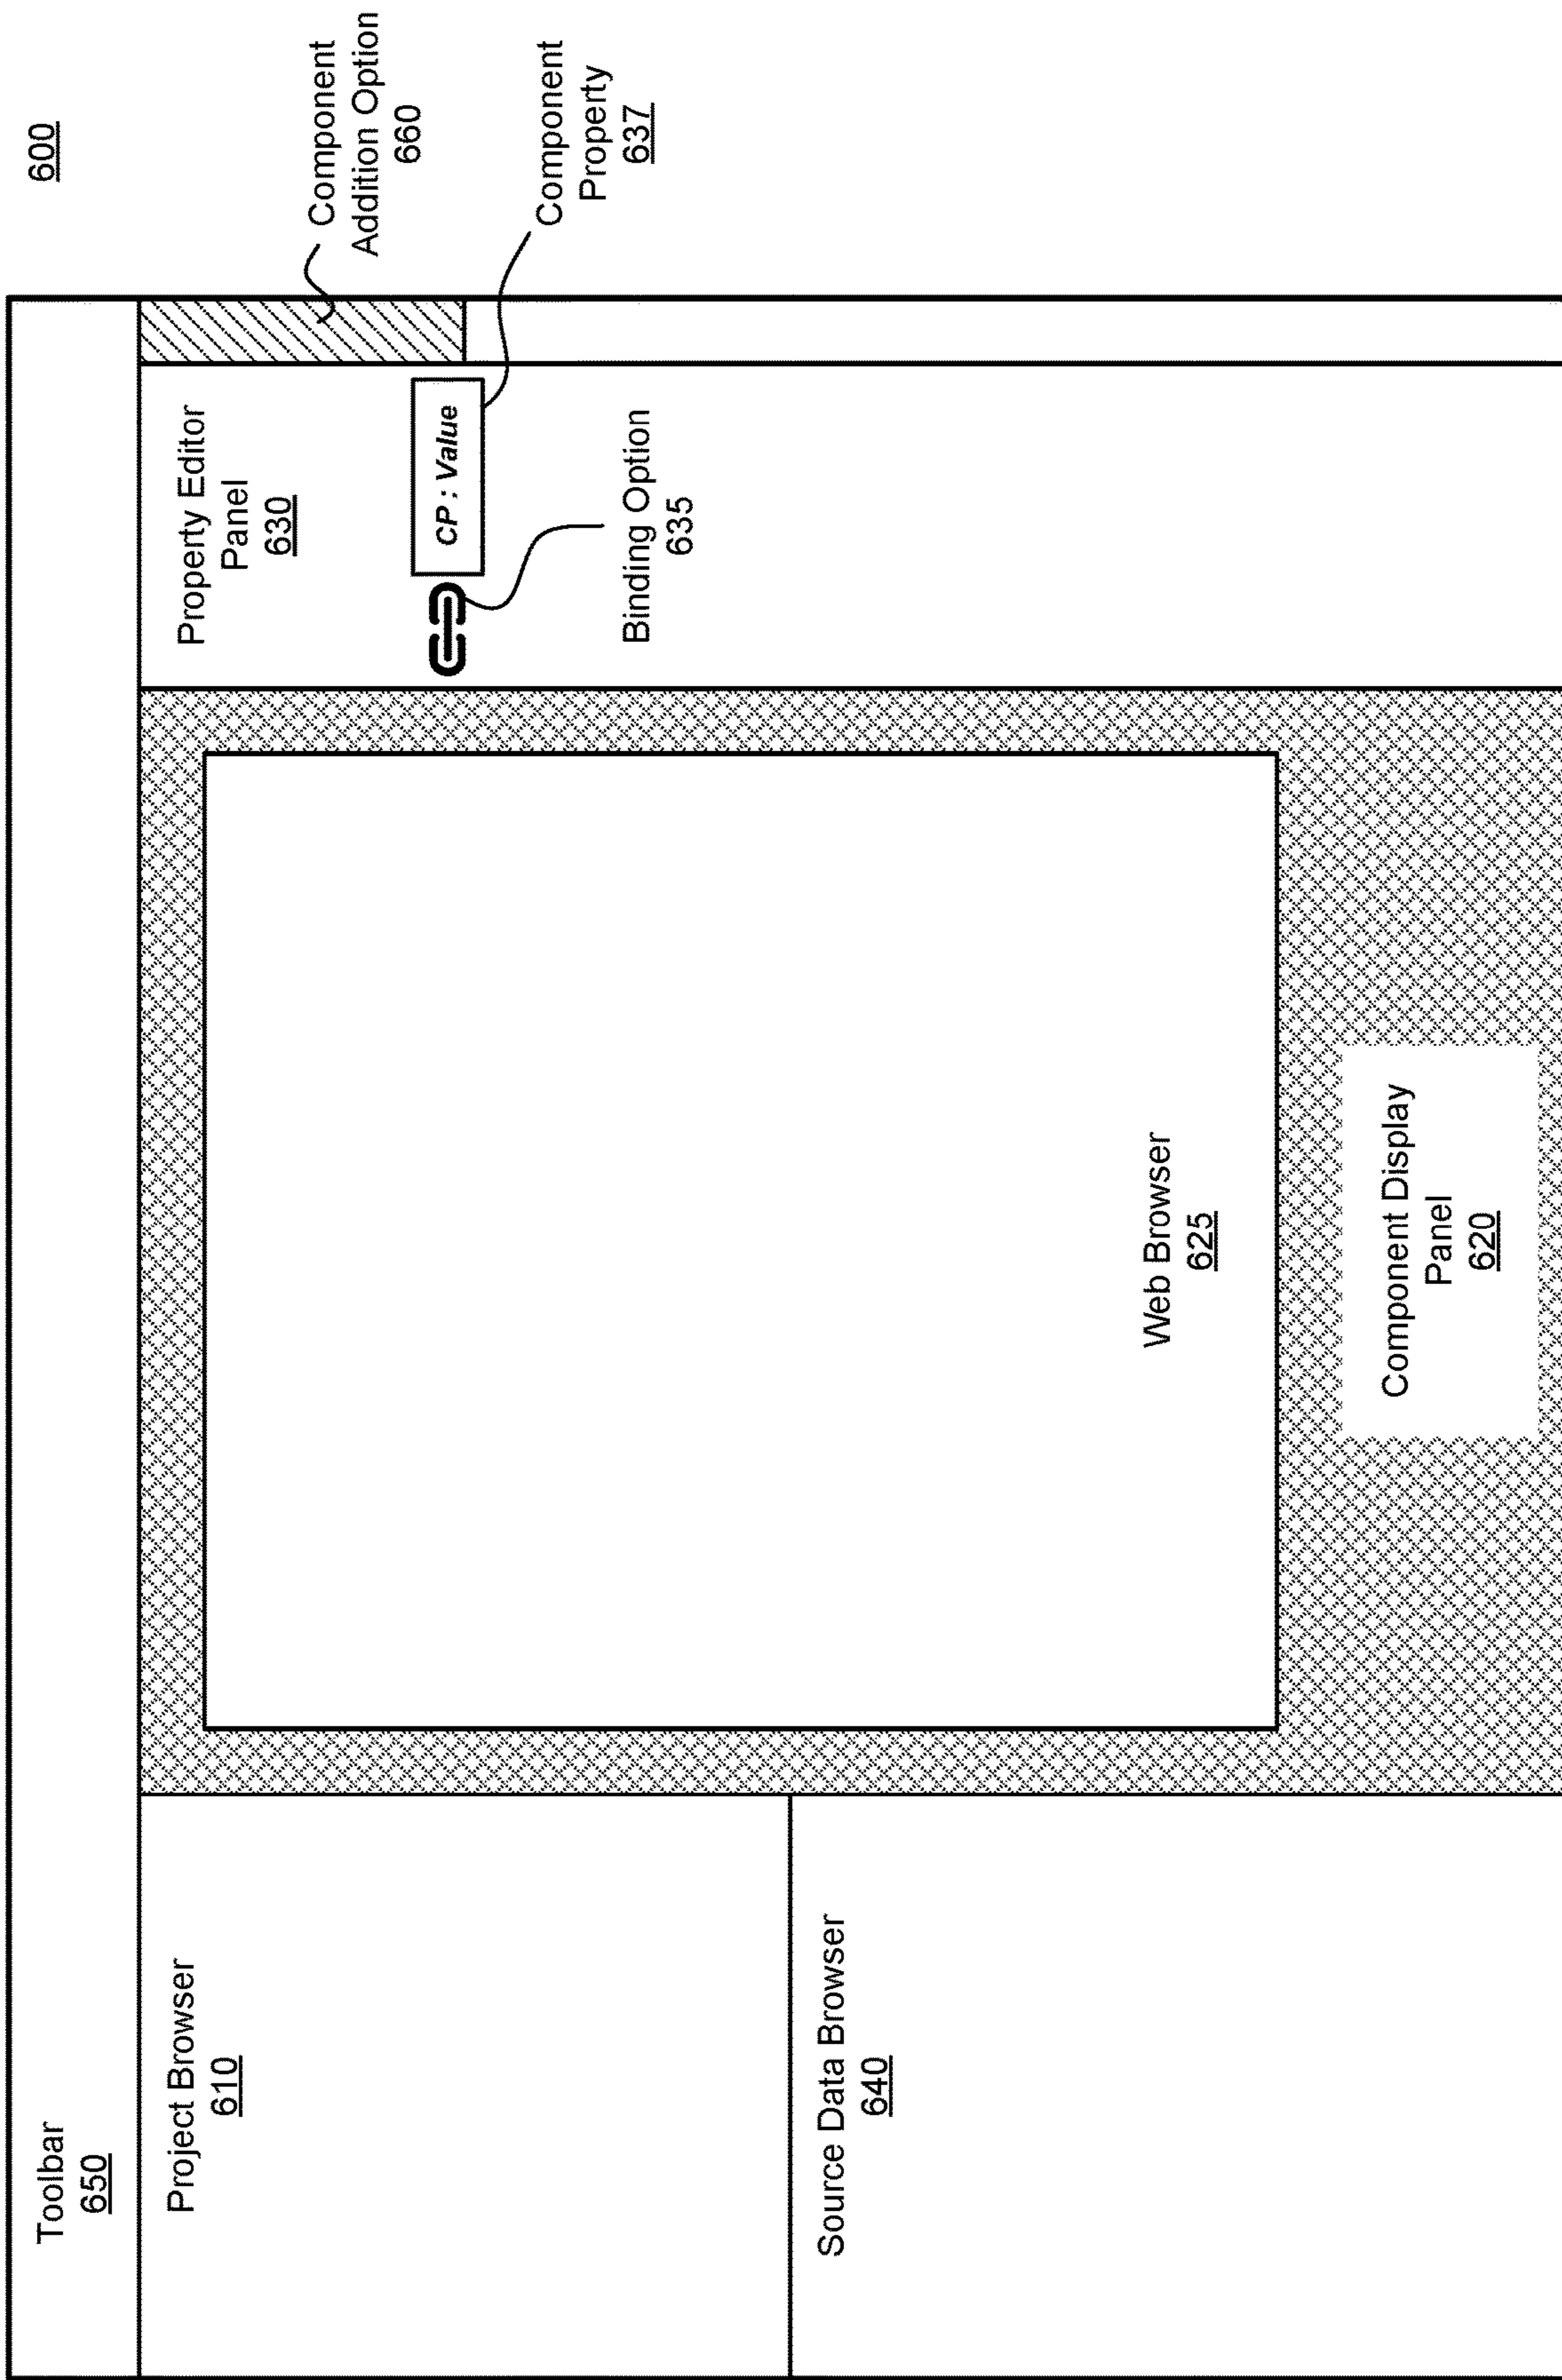 600
Toolbar
650
Project Browser
610
Source Data Browser
640
Web Browser
625
Component Display
Panel
620
Property Editor
Panel
630
CP : Value
Binding Option
635
Component
Addition Option
660
Component
Property
637